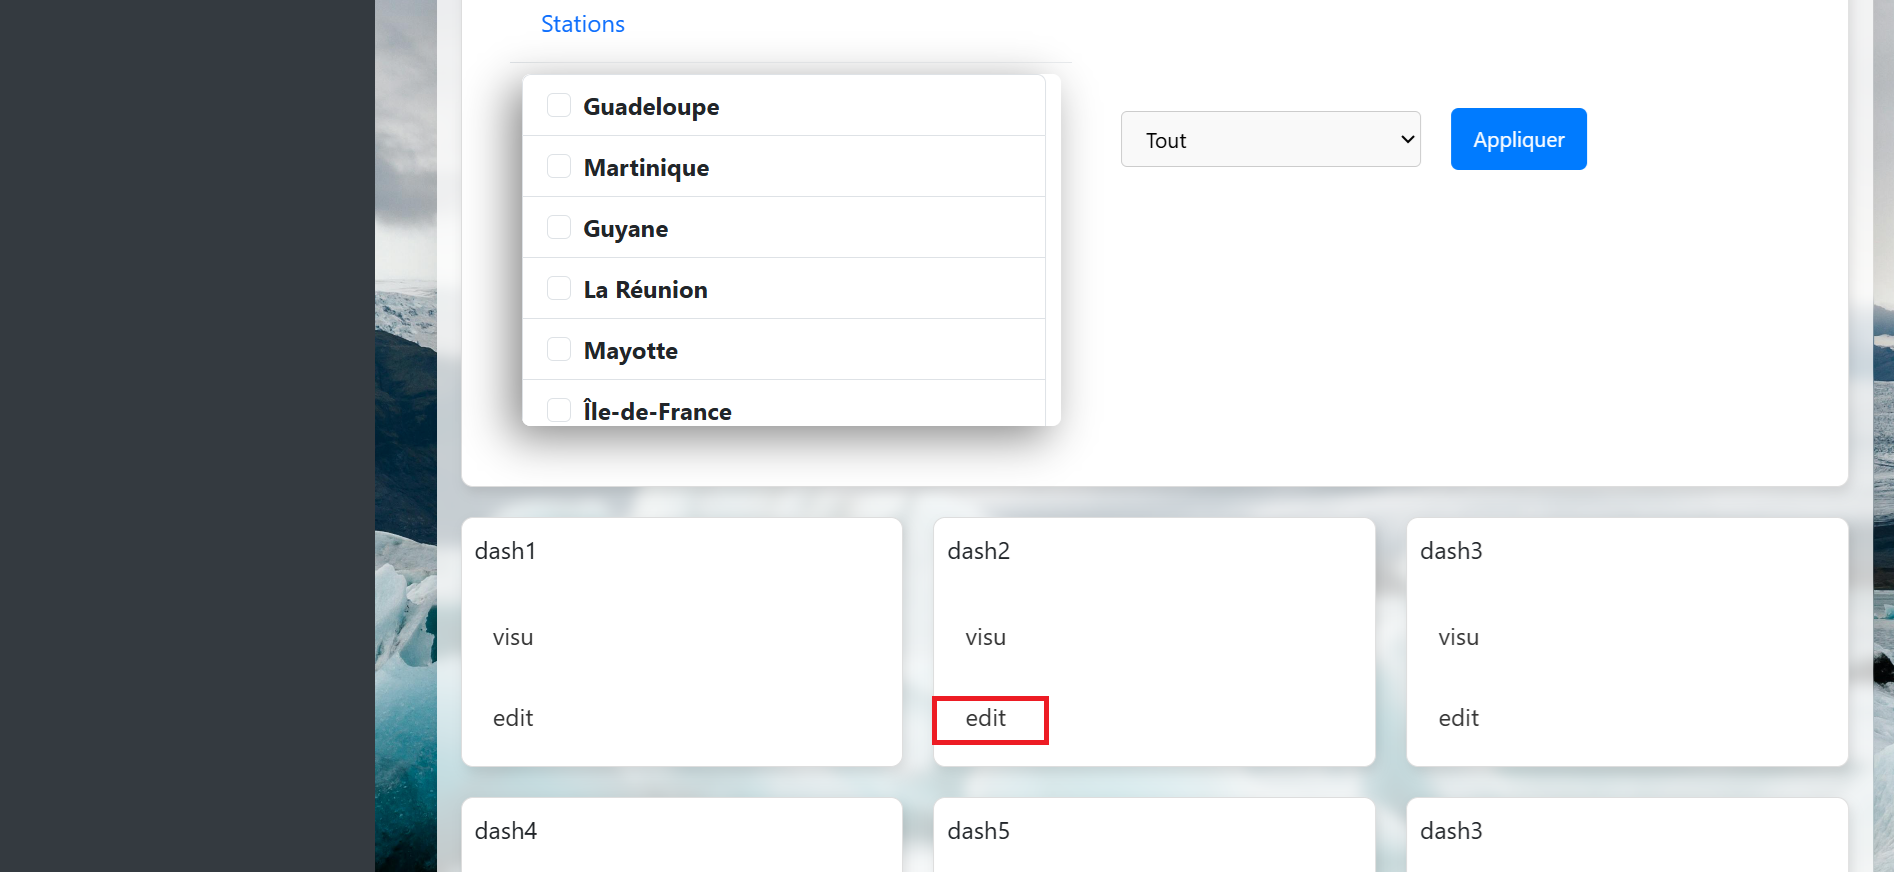 Stations
Guadeloupe
Martinique
Guyane
La Réunion
Mayotte
Île-de-France
Tout
Appliquer
dash1
visu
edit
dash2
visu
edit
dash3
visu
edit
dash4
dash5
dash3